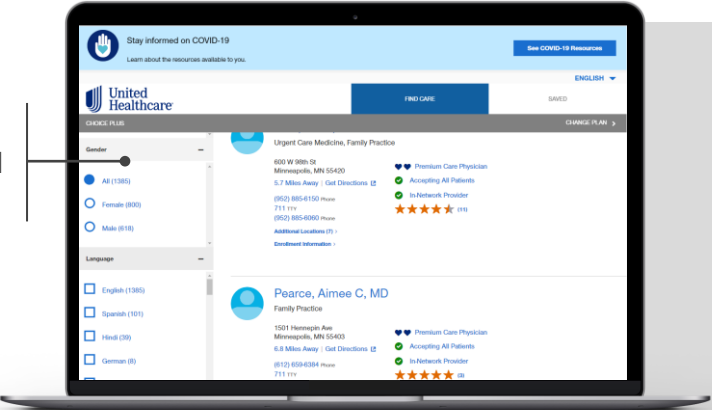 Stay informed on COVID-19
Learn about the resources available to you.
See COVID-19 Resources
ENGLISH
United
Healthcare
FIND CARE
SAVED
CHOICE PLUS
CHANGE PLAN >
Gender –
All (1385)
Female (800)
Male (618)
Language –
English (1385)
Spanish (101)
Hindi (39)
German (8)
Urgent Care Medicine, Family Practice
600 W 98th St
Minneapolis, MN 55420
5.7 Miles Away | Get Directions
(952) 885-6150 Phone
711 TTY
(952) 885-6060 Phone
Additional Locations (7) >
Enrollment Information >
Premium Care Physician
Accepting All Patients
In-Network Provider
(11)
Pearce, Aimee C, MD
Family Practice
1501 Hennepin Ave
Minneapolis, MN 55403
6.8 Miles Away | Get Directions
(612) 659-6384 Phone
711 TTY
Premium Care Physician
Accepting All Patients
In-Network Provider
(3)